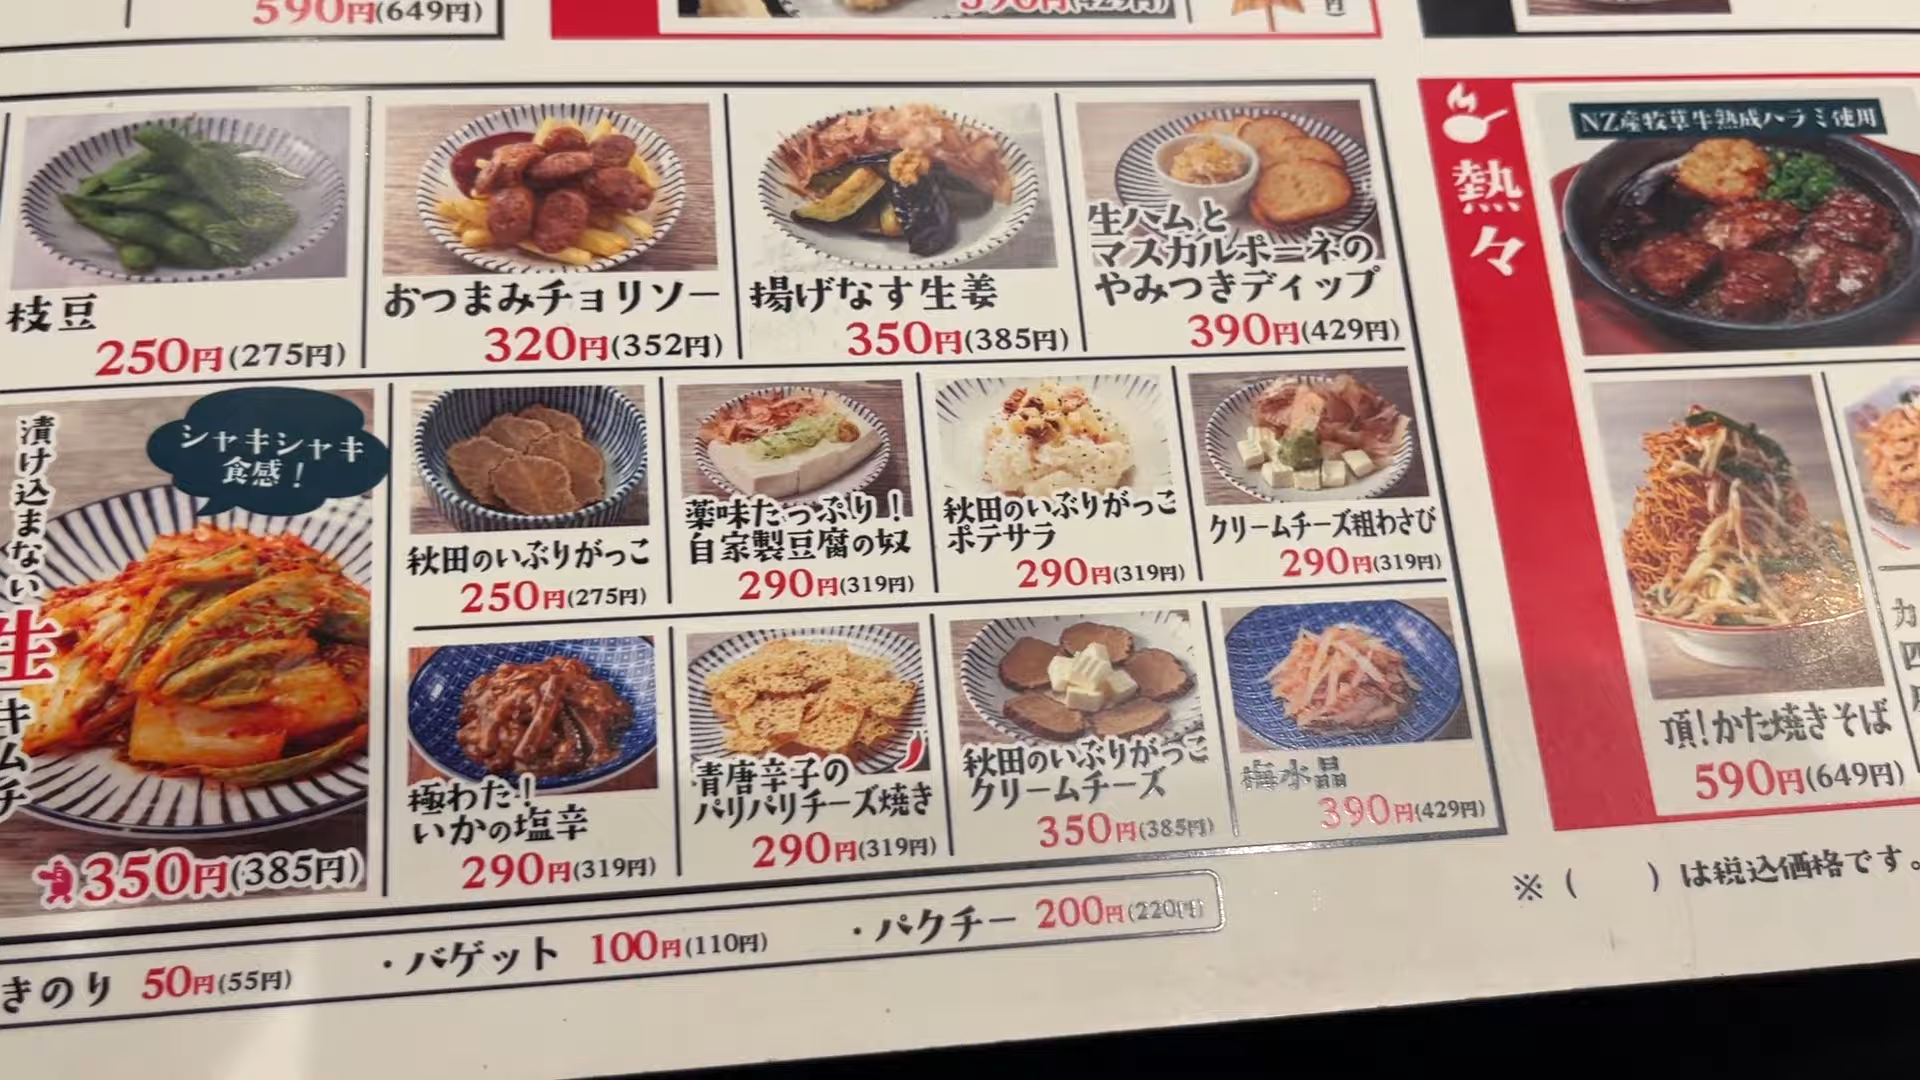 590円(649円)
390円(429円)
枝豆
250円(275円)
おつまみチョリソー
320円(352円)
揚げなす生姜
350円(385円)
生ハムと
マスカルポーネの
やみつきディップ
390円(429円)
漬け込まない
生キムチ
シャキシャキ
食感！
350円(385円)
秋田のいぶりがっこ
250円(275円)
薬味たっぷり！
自家製豆腐の奴
290円(319円)
秋田のいぶりがっこ
ポテサラ
290円(319円)
クリームチーズ粗わさび
290円(319円)
極わた！
いかの塩辛
290円(319円)
青唐辛子の
パリパリチーズ焼き
290円(319円)
秋田のいぶりがっこ
クリームチーズ
350円(385円)
梅水晶
390円(429円)
きのり 50円(55円)
・バゲット 100円(110円)
・パクチー 200円(220円)
熱々
NZ産牧草牛熟成ハラミ使用
頂！かた焼きそば
590円(649円)
※（　　）は税込価格です。